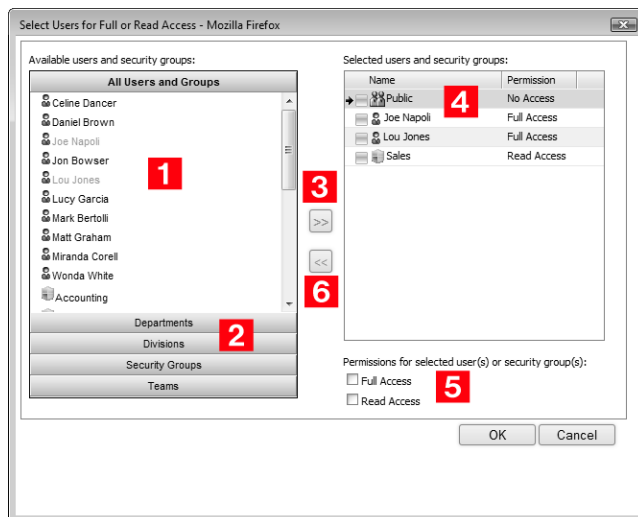 Select Users for Full or Read Access - Mozilla Firefox
Available users and security groups:
All Users and Groups
Celine Dancer
Daniel Brown
Joe Napoli
Jon Bowser
Lou Jones
Lucy Garcia
Mark Bertolli
Matt Graham
Miranda Corell
Wonda White
Accounting
1
Departments
Divisions
2
Security Groups
Teams
3
>>
<<
6
Selected users and security groups:
Name Permission
Public No Access
4
Joe Napoli Full Access
Lou Jones Full Access
Sales Read Access
Permissions for selected user(s) or security group(s):
Full Access
5
Read Access
OK Cancel